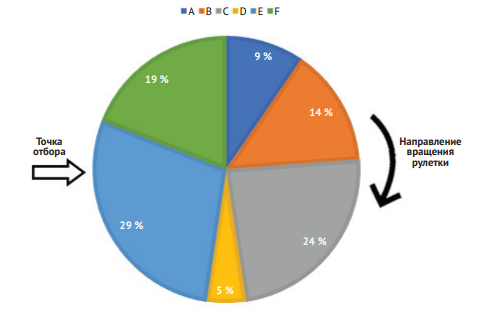 A B C D E F
9 %
19 %
14 %
Точка
отбора
Направление
вращения
рулетки
29 %
24 %
5 %